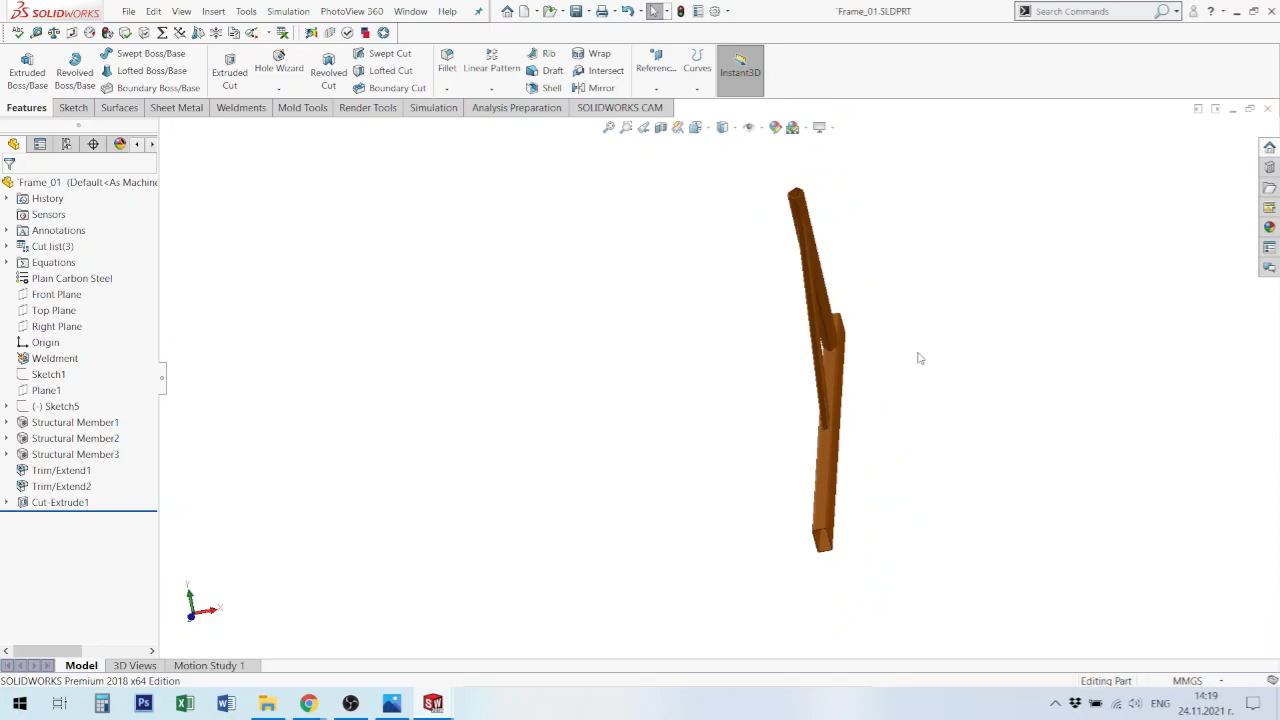 SOLIDWORKS File Edit View Insert Tools Simulation PhotoView 360 Window Help Frame_01.SLDPRT Search Commands
Extruded Boss/Base
Revolved Boss/Base
Swept Boss/Base
Lofted Boss/Base
Boundary Boss/Base
Extruded Cut
Hole Wizard
Revolved Cut
Swept Cut
Lofted Cut
Boundary Cut
Fillet
Linear Pattern
Rib
Draft
Shell
Wrap
Intersect
Mirror
Referenc...
Curves
Instant3D
Features Sketch Surfaces Sheet Metal Weldments Mold Tools Render Tools Simulation Analysis Preparation SOLIDWORKS CAM
Frame_01 (Default<As Machin
History
Sensors
Annotations
Cut list(3)
Equations
Plain Carbon Steel
Front Plane
Top Plane
Right Plane
Origin
Weldment
Sketch1
Plane1
(-) Sketch5
Structural Member1
Structural Member2
Structural Member3
Trim/Extend1
Trim/Extend2
Cut-Extrude1
Y
X
Z
Model 3D Views Motion Study 1
SOLIDWORKS Premium 2018 x64 Edition Editing Part MMGS
ENG 14:19
24.11.2021 г.